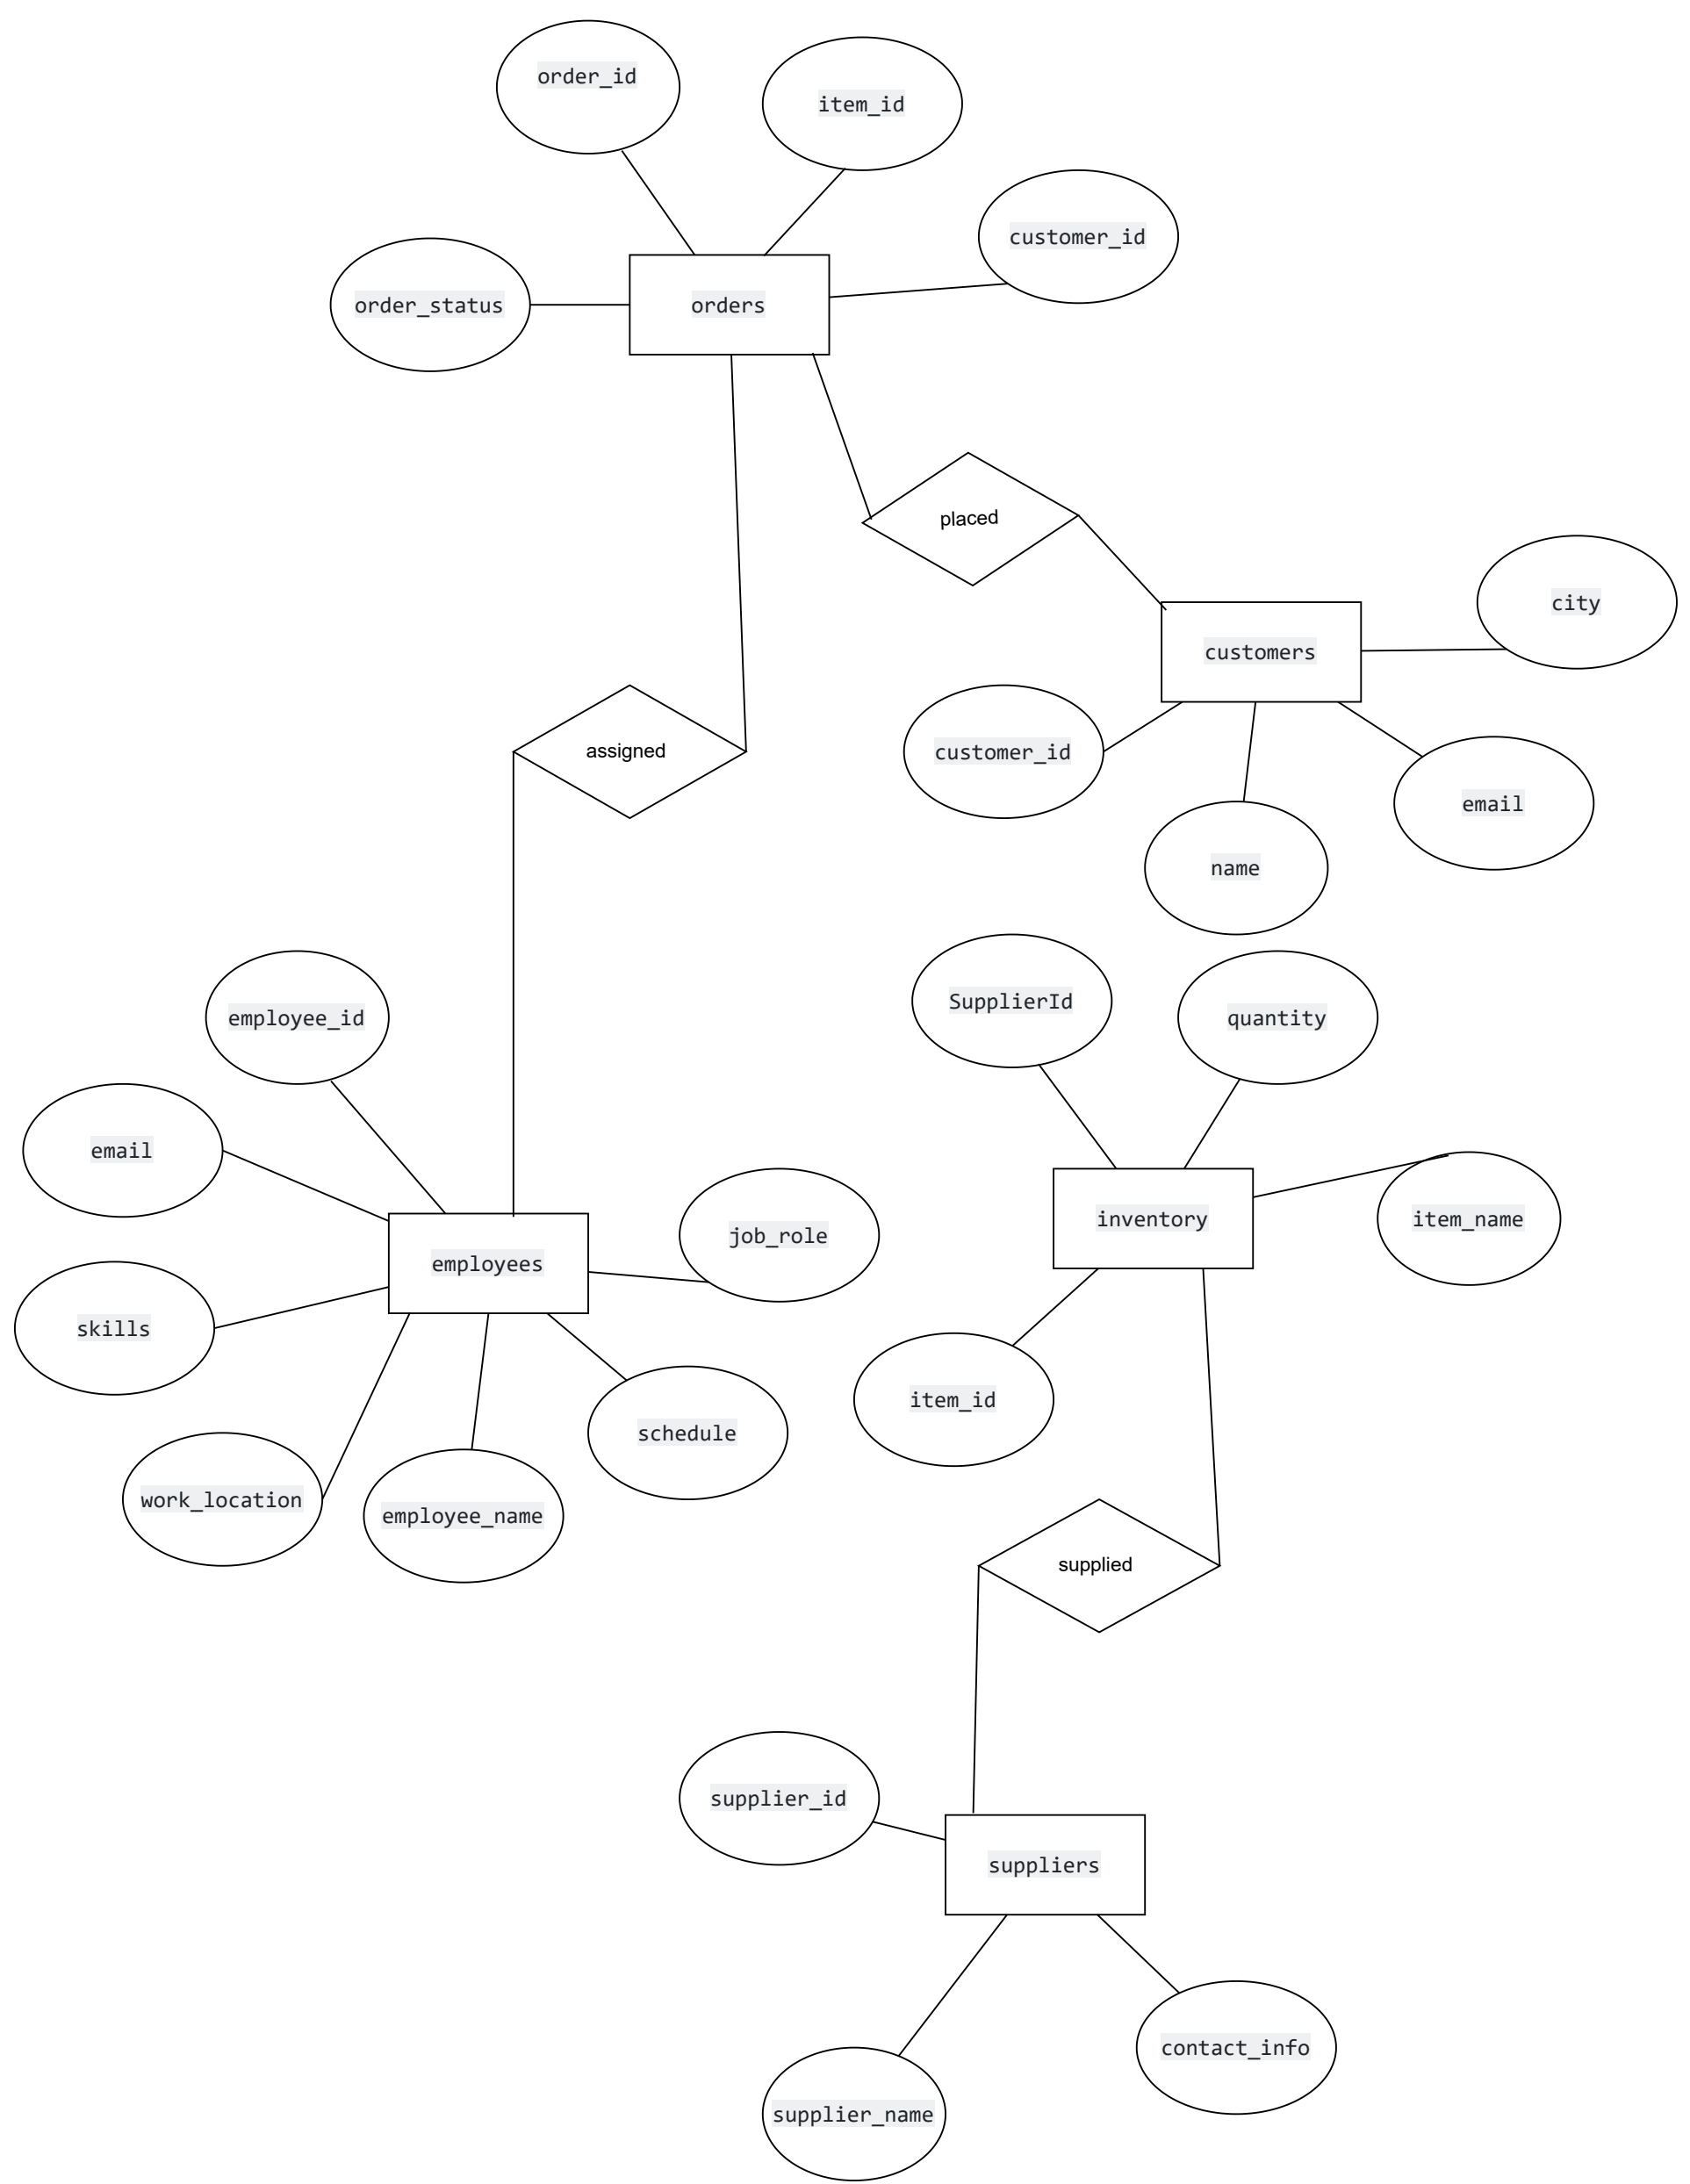 order_id
item_id
customer_id
order_status
orders
placed
city
customers
customer_id
assigned
email
name
employee_id
SupplierId
quantity
email
job_role
inventory
item_name
employees
skills
item_id
schedule
work_location
employee_name
supplied
supplier_id
suppliers
contact_info
supplier_name